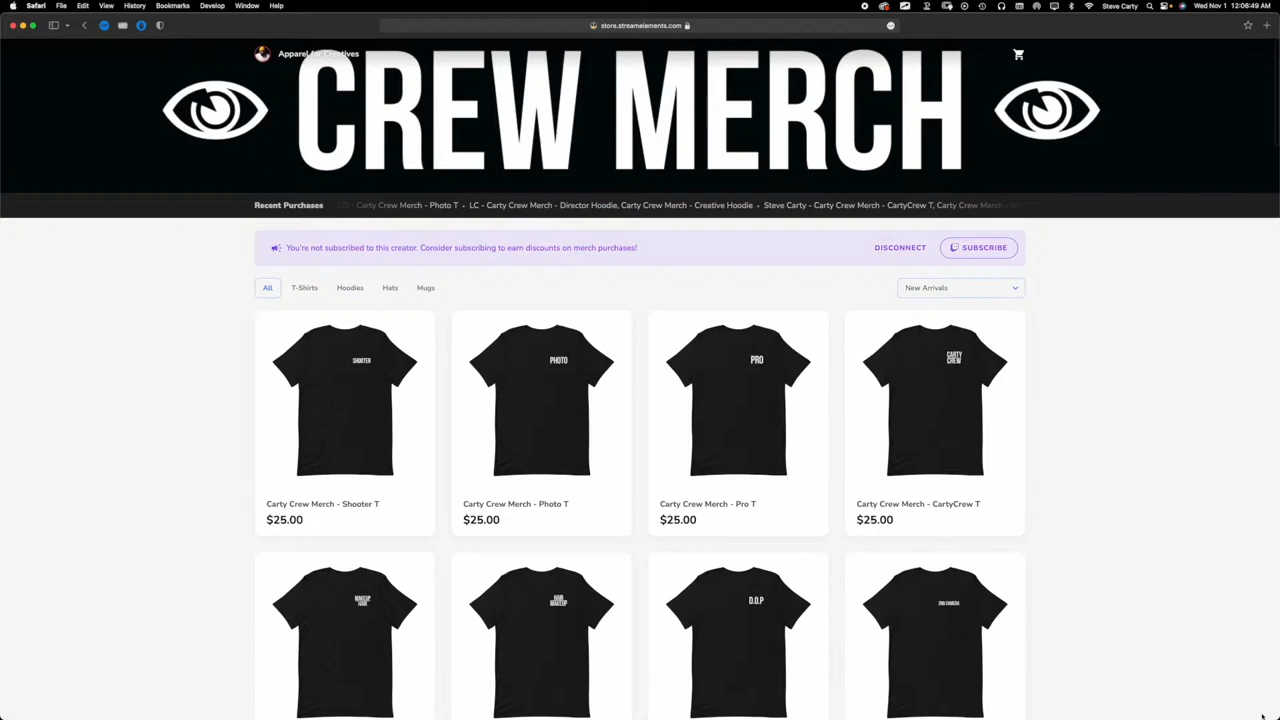 Safari File Edit View History Bookmarks Develop Window Help Steve Carty Wed Nov 1 12:06:49 AM
store.streamelements.com
Apparel for Creatives
CREW MERCH
Recent Purchases - Carty Crew Merch - Photo T • LC - Carty Crew Merch - Director Hoodie, Carty Crew Merch - Creative Hoodie • Steve Carty - Carty Crew Merch - CartyCrew T, Carty Crew Merch -
You're not subscribed to this creator. Consider subscribing to earn discounts on merch purchases! DISCONNECT SUBSCRIBE
All T-Shirts Hoodies Hats Mugs New Arrivals
SHOOTER PHOTO PRO CARTY
CREW
Carty Crew Merch - Shooter T Carty Crew Merch - Photo T Carty Crew Merch - Pro T Carty Crew Merch - CartyCrew T
$25.00 $25.00 $25.00 $25.00
MAKEUP HAIR D.O.P 2ND CAMERA
HAIR MAKEUP